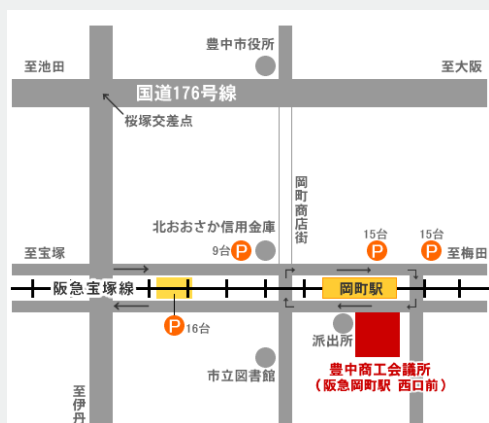 豊中市役所
至池田
至大阪
国道176号線
桜塚交差点
岡町商店街
北おおさか信用金庫
9台
P
15台
P
15台
P
至宝塚
至梅田
阪急宝塚線
岡町駅
P
16台
派出所
市立図書館
豊中商工会議所
（阪急岡町駅 西口前）
至伊丹